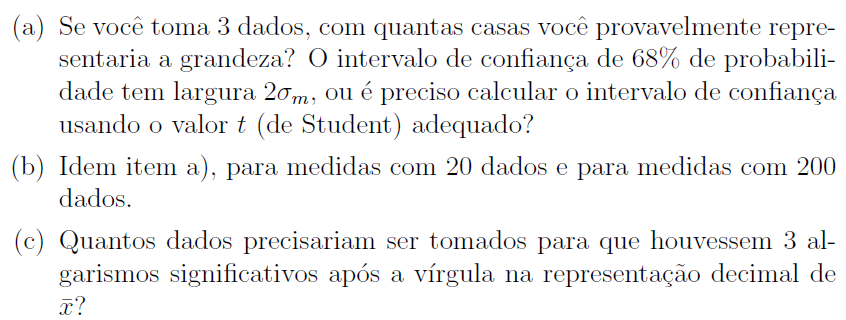 (a) Se você toma 3 dados, com quantas casas você provavelmente repre-
sentaria a grandeza? O intervalo de confiança de 68% de probabili-
dade tem largura 2σₘ, ou é preciso calcular o intervalo de confiança
usando o valor t (de Student) adequado?
(b) Idem item a), para medidas com 20 dados e para medidas com 200
dados.
(c) Quantos dados precisariam ser tomados para que houvessem 3 al-
garismos significativos após a vírgula na representação decimal de
x̄?